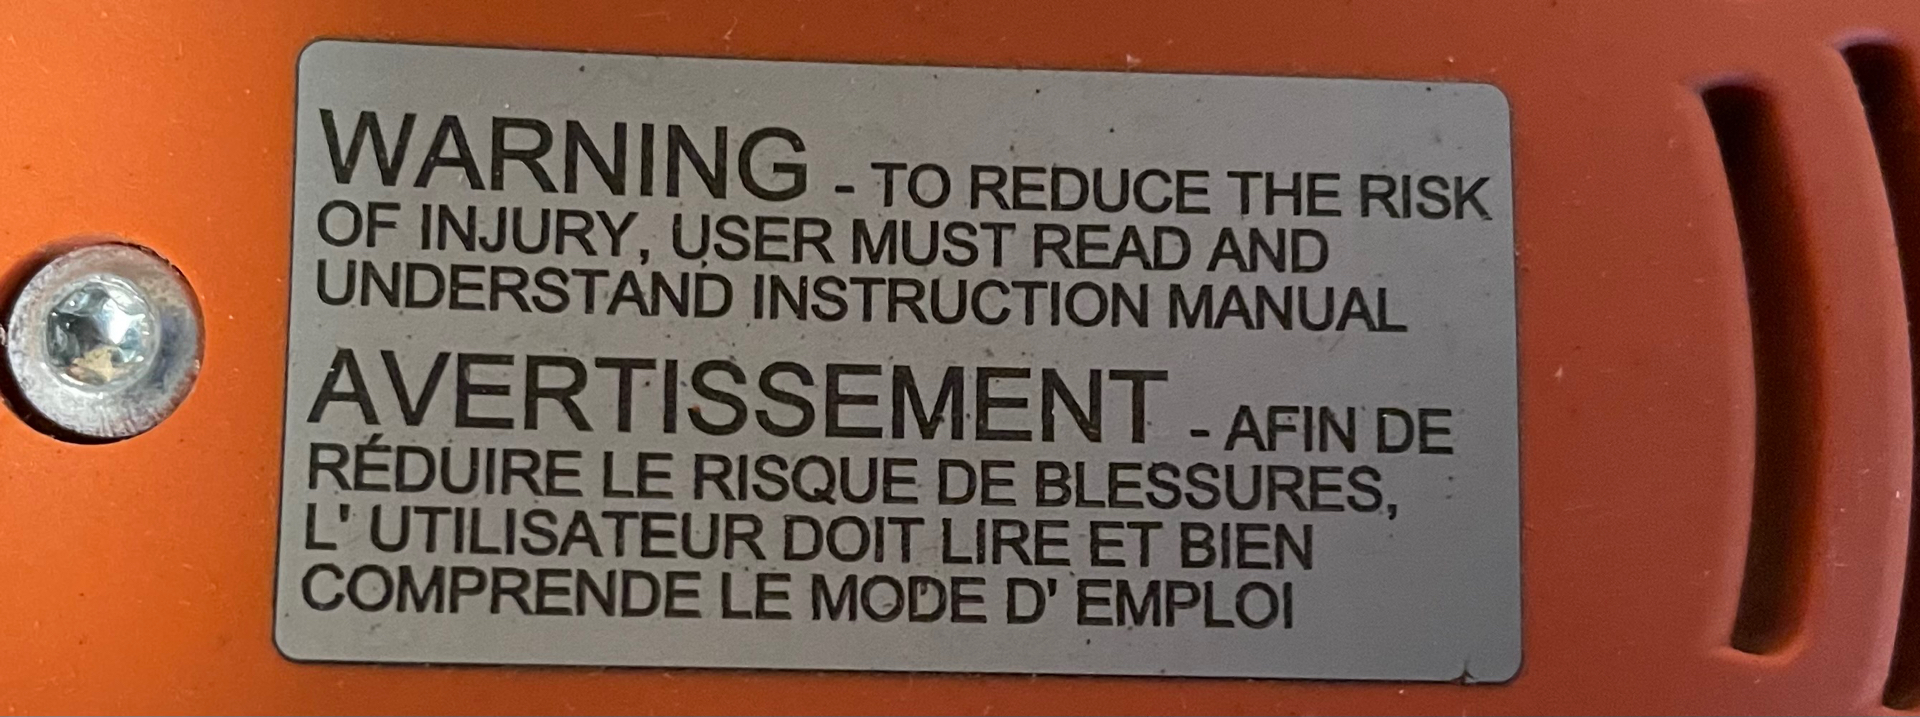 WARNING - TO REDUCE THE RISK
OF INJURY, USER MUST READ AND
UNDERSTAND INSTRUCTION MANUAL
AVERTISSEMENT - AFIN DE
RÉDUIRE LE RISQUE DE BLESSURES,
L' UTILISATEUR DOIT LIRE ET BIEN
COMPRENDE LE MODE D' EMPLOI